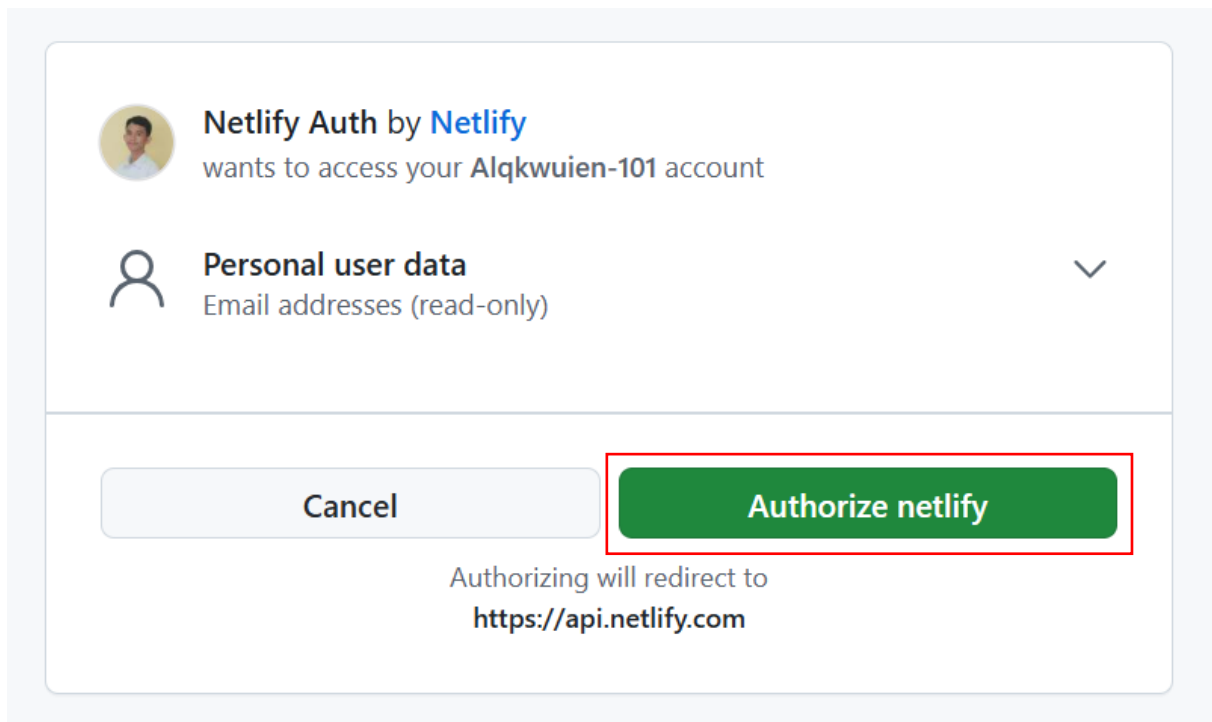 Netlify Auth by Netlify
wants to access your Alqkwuien-101 account
Personal user data
Email addresses (read-only)
Cancel
Authorize netlify
Authorizing will redirect to
https://api.netlify.com